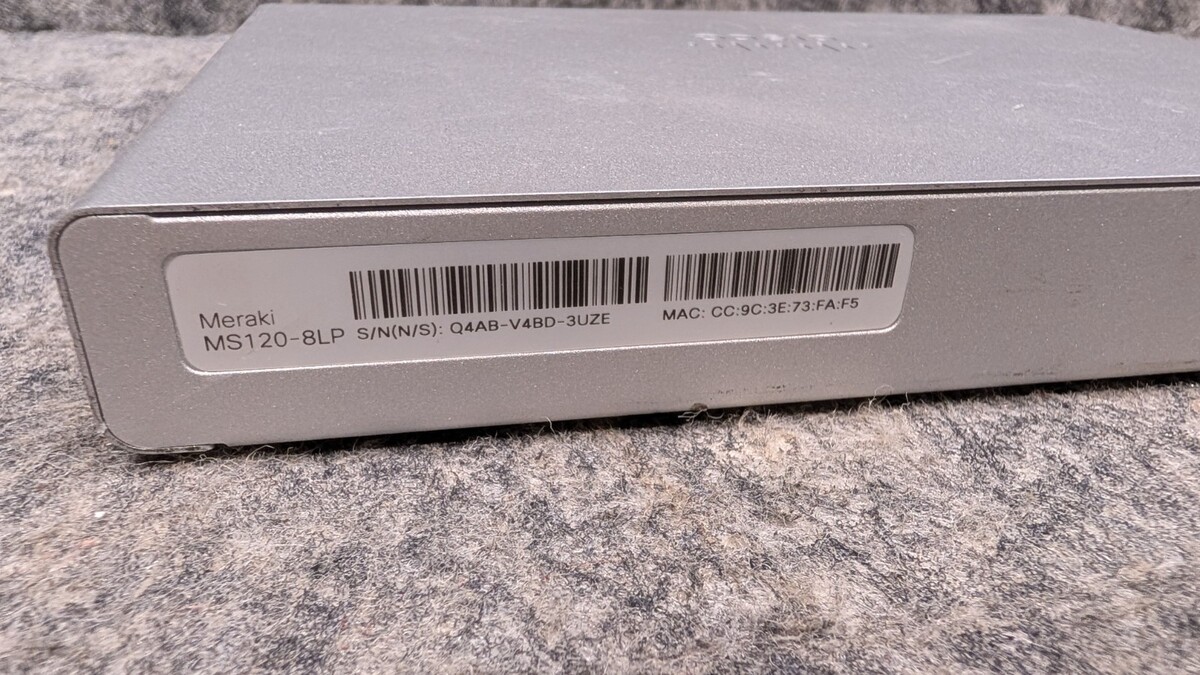 Meraki
MS120-8LP
S/N(N/S): Q4AB-V4BD-3UZE
MAC: CC:9C:3E:73:FA:F5